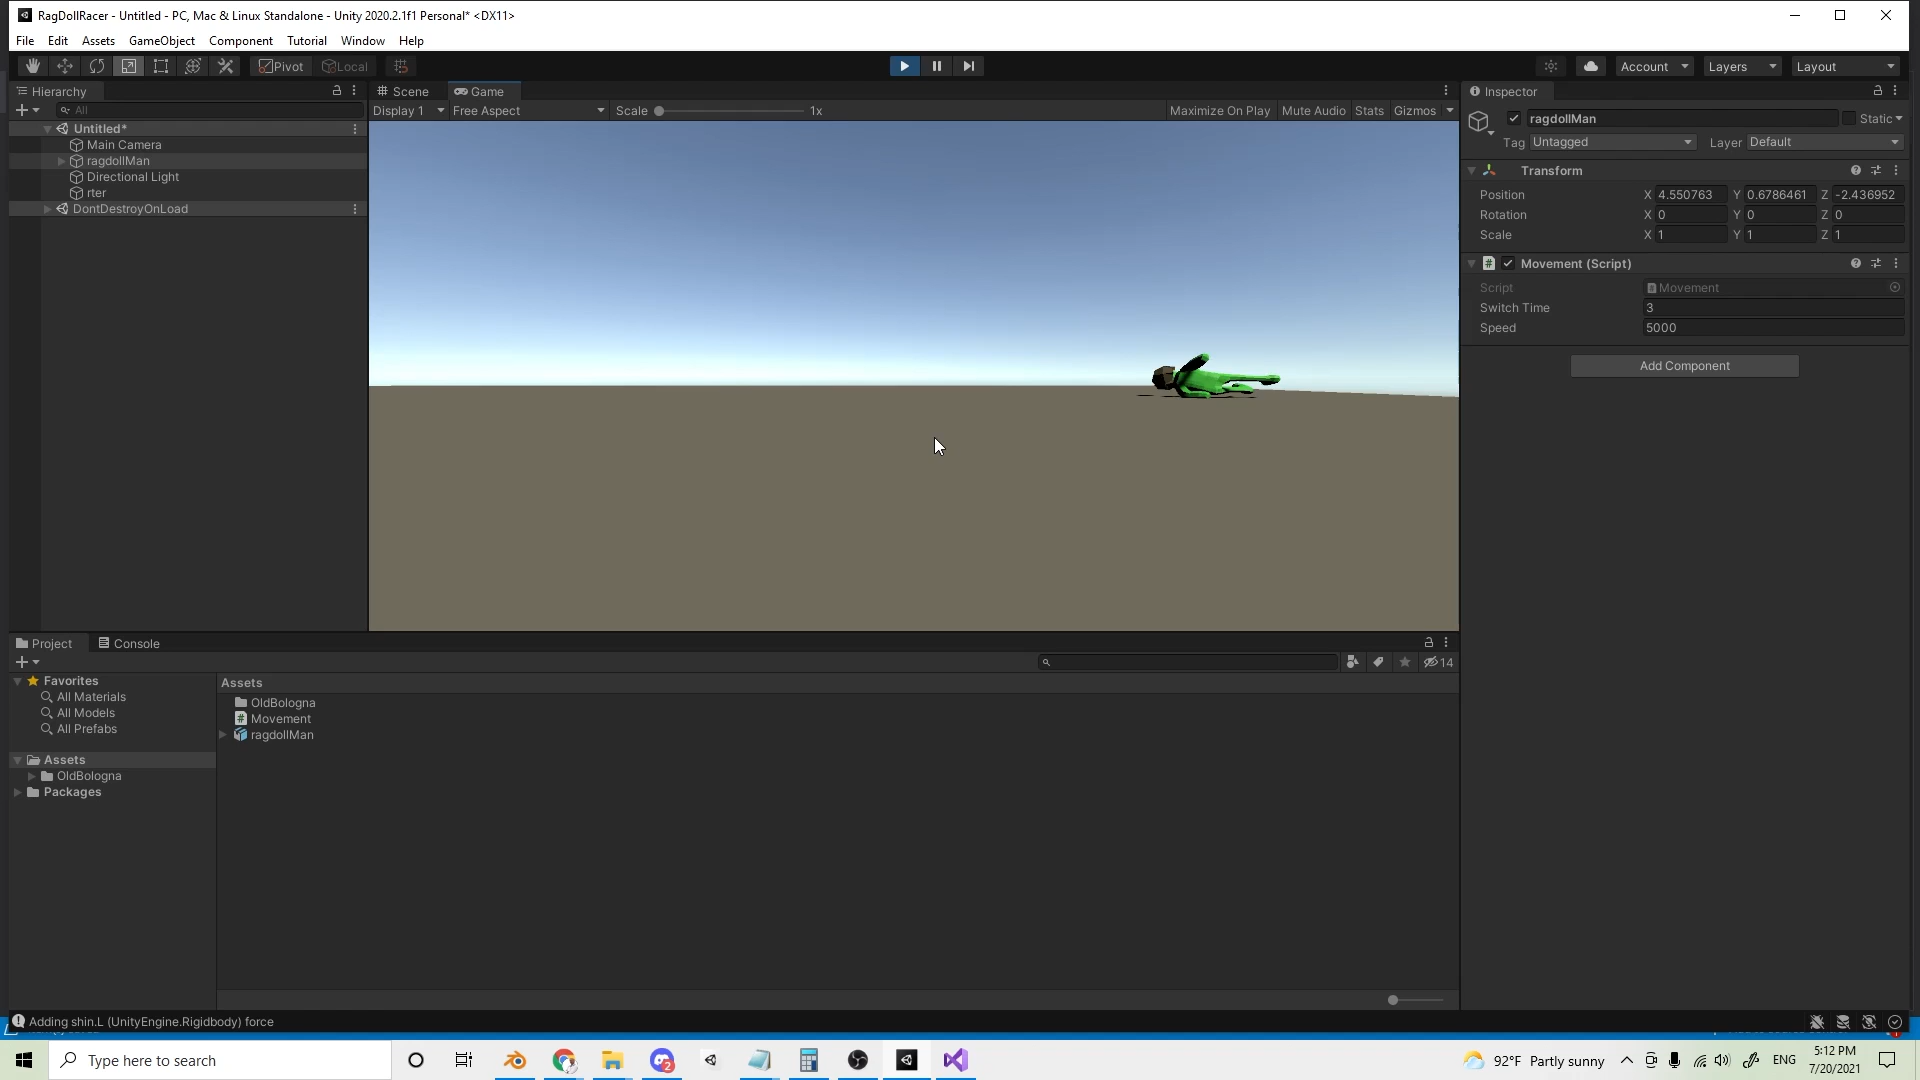 RagDollRacer - Untitled - PC, Mac & Linux Standalone - Unity 2020.2.1f1 Personal* <DX11>
File Edit Assets GameObject Component Tutorial Window Help
Pivot Local Account Layers Layout
Hierarchy Scene Game Inspector
All
Display 1 Free Aspect Scale 1x Maximize On Play Mute Audio Stats Gizmos
Untitled*
Main Camera
ragdollMan
Directional Light
rter
DontDestroyOnLoad
ragdollMan Static
Tag Untagged Layer Default
Transform
Position X 4.550763 Y 0.6786461 Z -2.436952
Rotation X 0 Y 0 Z 0
Scale X 1 Y 1 Z 1
# Movement (Script)
Script Movement
Switch Time 3
Speed 5000
Add Component
Project Console
14
Favorites
All Materials
All Models
All Prefabs
Assets
OldBologna
Packages
Assets
OldBologna
# Movement
ragdollMan
Adding shin.L (UnityEngine.Rigidbody) force
Type here to search
2
92°F Partly sunny ENG 5:12 PM
7/20/2021